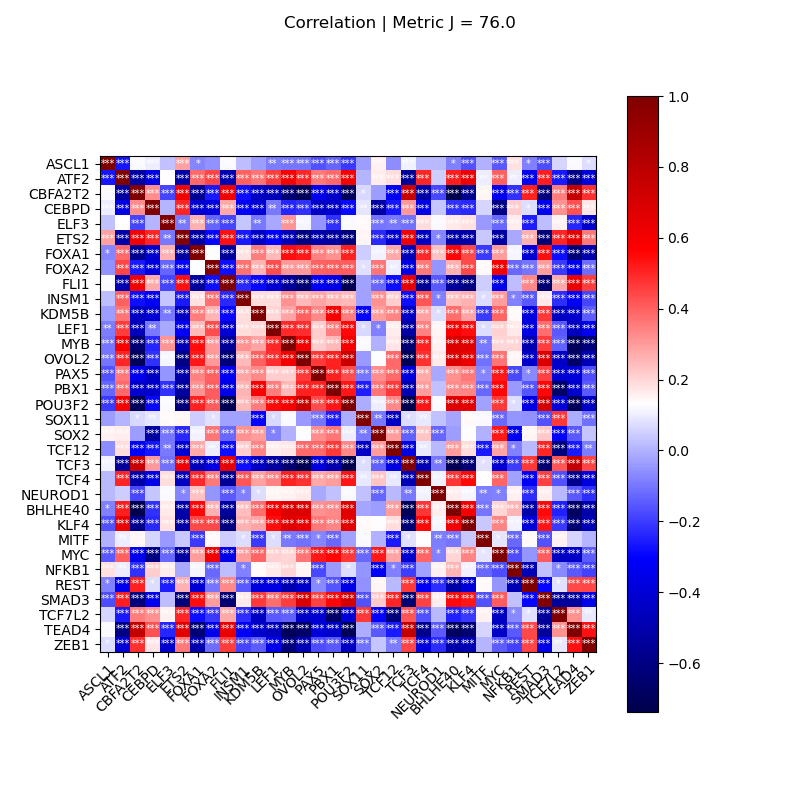 Correlation | Metric J = 76.0
ASCL1
ATF2
CBFA2T2
CEBPD
ELF3
ETS2
FOXA1
FOXA2
FLI1
INSM1
KDM5B
LEF1
MYB
OVOL2
PAX5
PBX1
POU3F2
SOX11
SOX2
TCF12
TCF3
TCF4
NEUROD1
BHLHE40
KLF4
MITF
MYC
NFKB1
REST
SMAD3
TCF7L2
TEAD4
ZEB1
ASCL1
ATF2
CBFA2T2
CEBPD
ELF3
ETS2
FOXA1
FOXA2
FLI1
INSM1
KDM5B
LEF1
MYB
OVOL2
PAX5
PBX1
POU3F2
SOX11
SOX2
TCF12
TCF3
TCF4
NEUROD1
BHLHE40
KLF4
MITF
MYC
NFKB1
REST
SMAD3
TCF7L2
TEAD4
ZEB1
1.0
0.8
0.6
0.4
0.2
0.0
−0.2
−0.4
−0.6